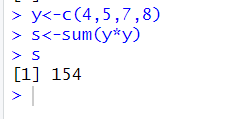 > y<-c(4,5,7,8)
> s<-sum(y*y)
> s
[1] 154
>